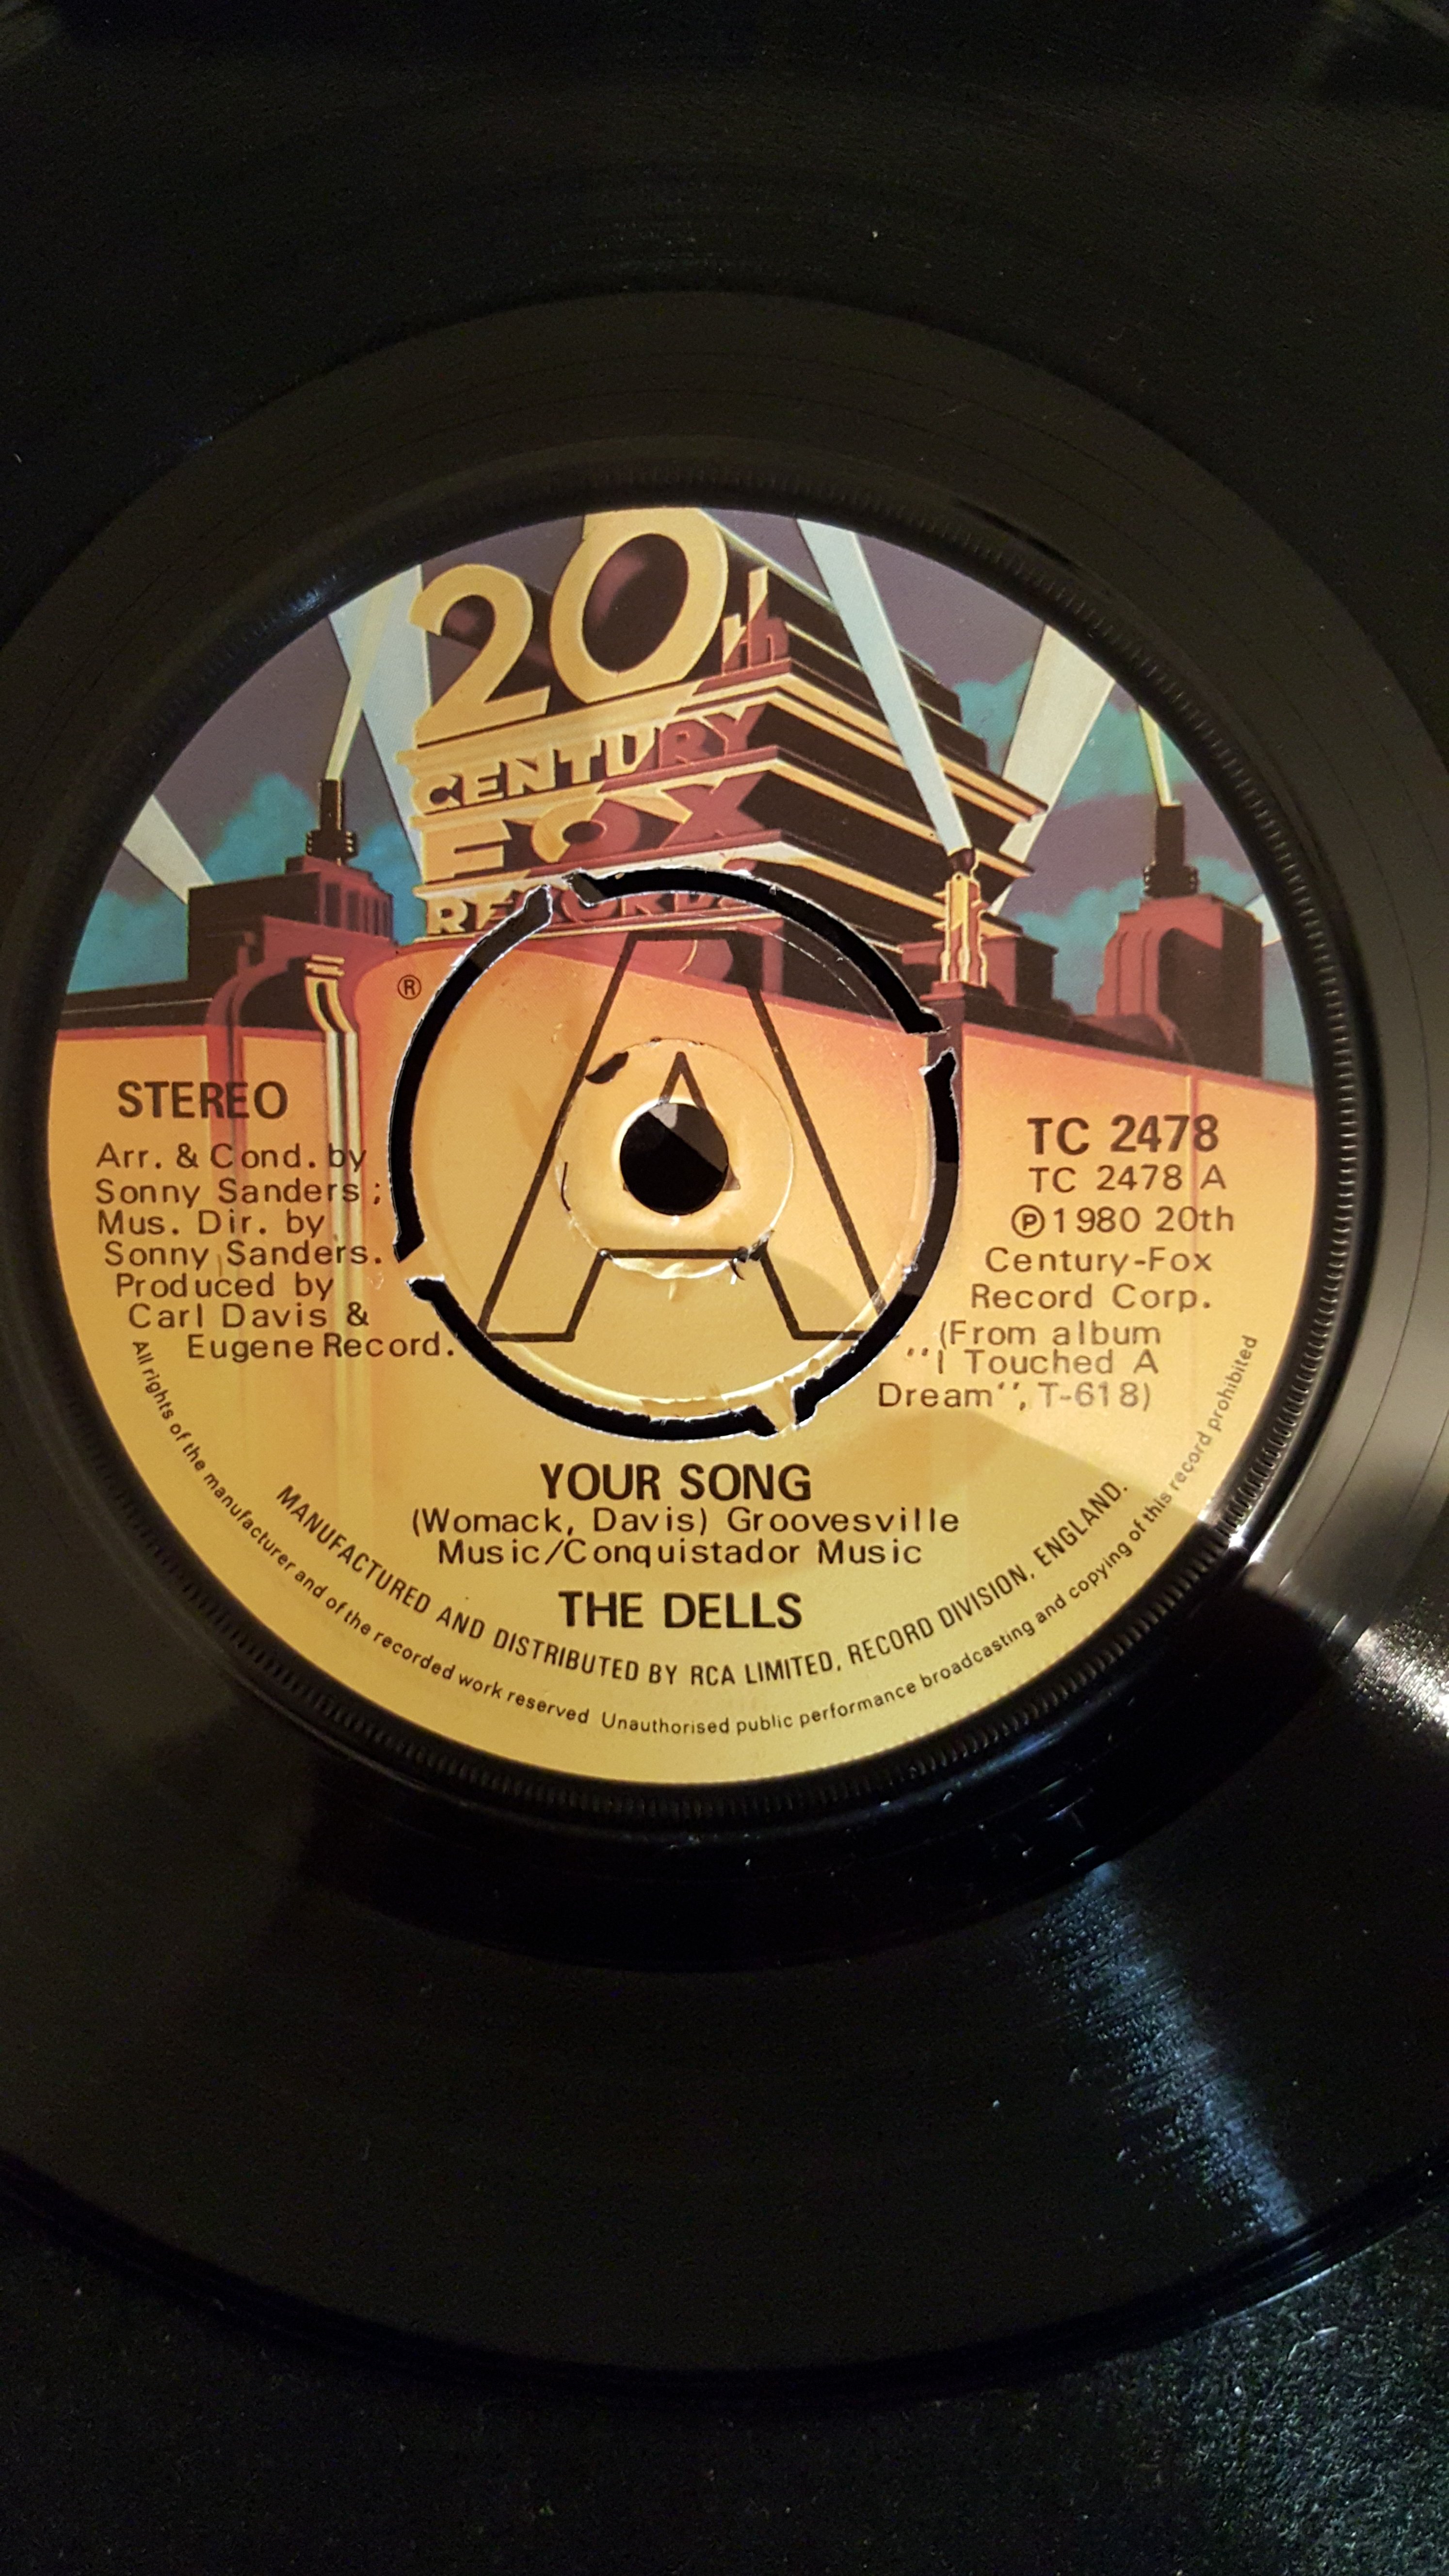 20th
CENTURY
FOX
RECORDS
®
A
STEREO
Arr. & Cond. by
Sonny Sanders;
Mus. Dir. by
Sonny Sanders.
Produced by
Carl Davis &
Eugene Record.
TC 2478
TC 2478 A
℗1980 20th
Century-Fox
Record Corp.
(From album
"I Touched A
Dream", T-618)
YOUR SONG
(Womack, Davis) Groovesville
Music/Conquistador Music
THE DELLS
MANUFACTURED AND DISTRIBUTED BY RCA LIMITED, RECORD DIVISION, ENGLAND.
All rights of the manufacturer and of the recorded work reserved Unauthorised public performance broadcasting and copying of this record prohibited